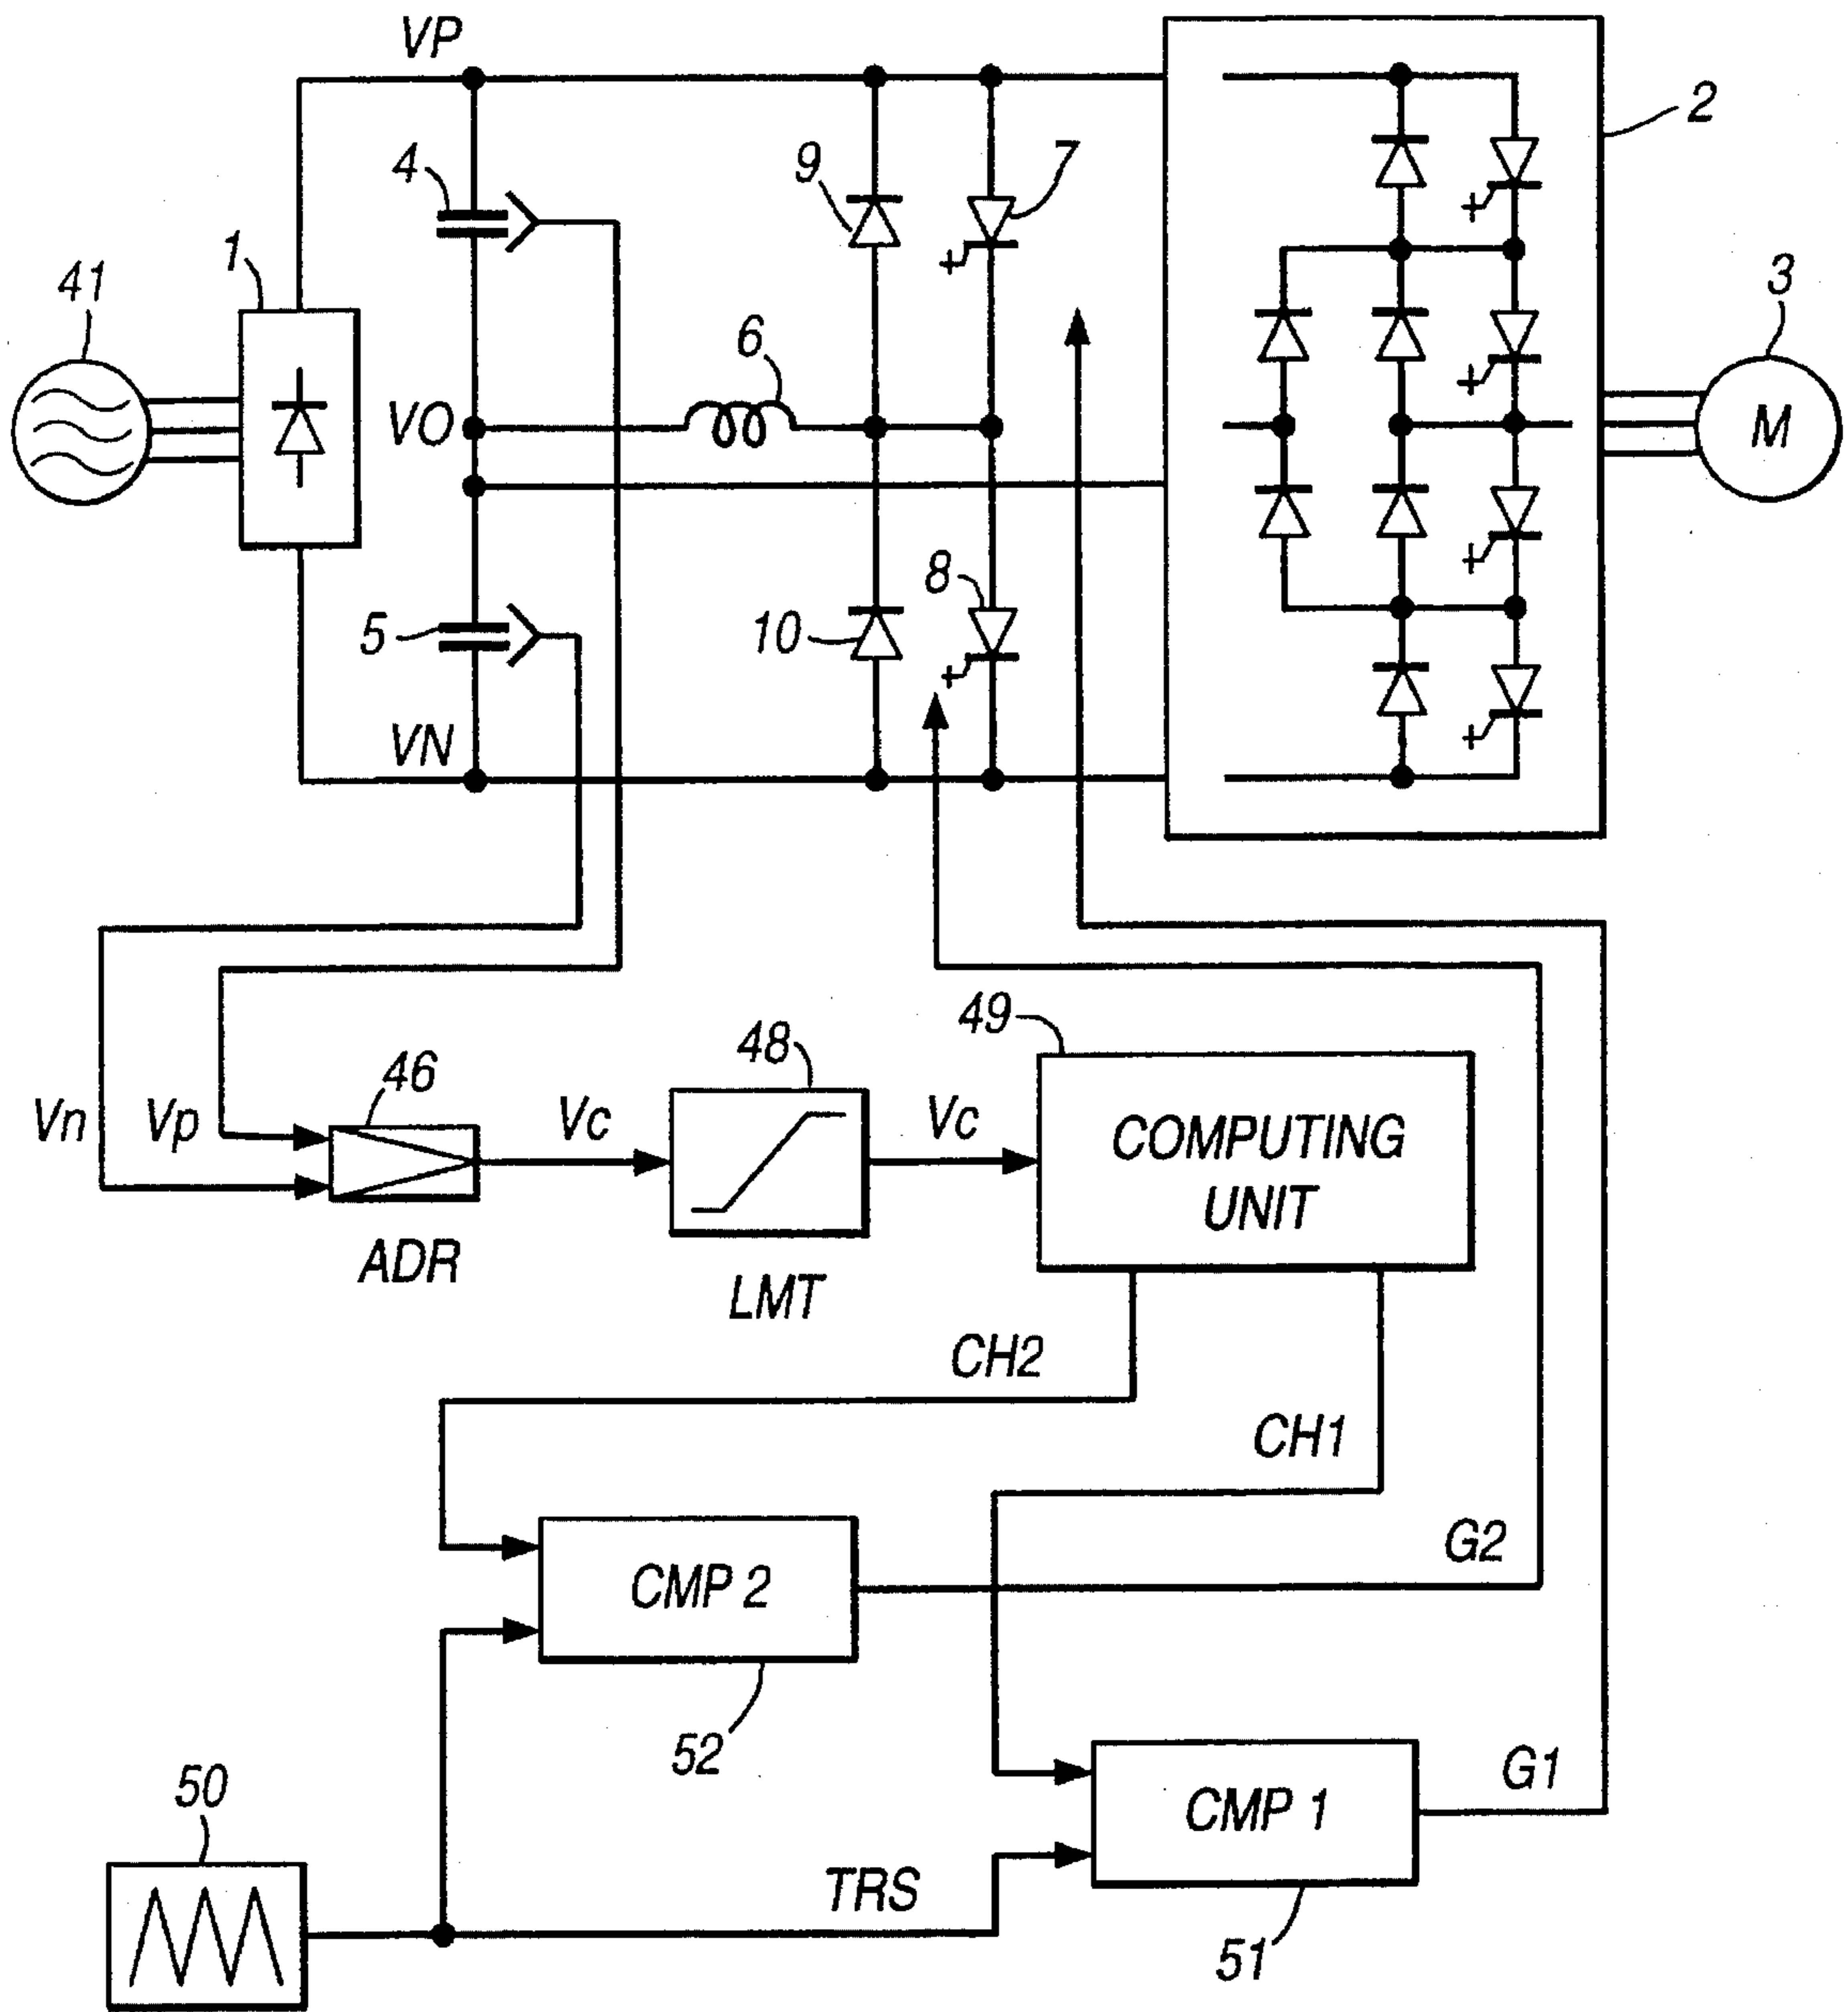 VP
2
4
9
7
1
41
3
6
VO
M
8
5
10
VN
49
48
46
Vn
Vp
Vc
Vc
COMPUTING
UNIT
ADR
LMT
CH2
CH1
G2
CMP 2
52
50
G1
CMP 1
TRS
51